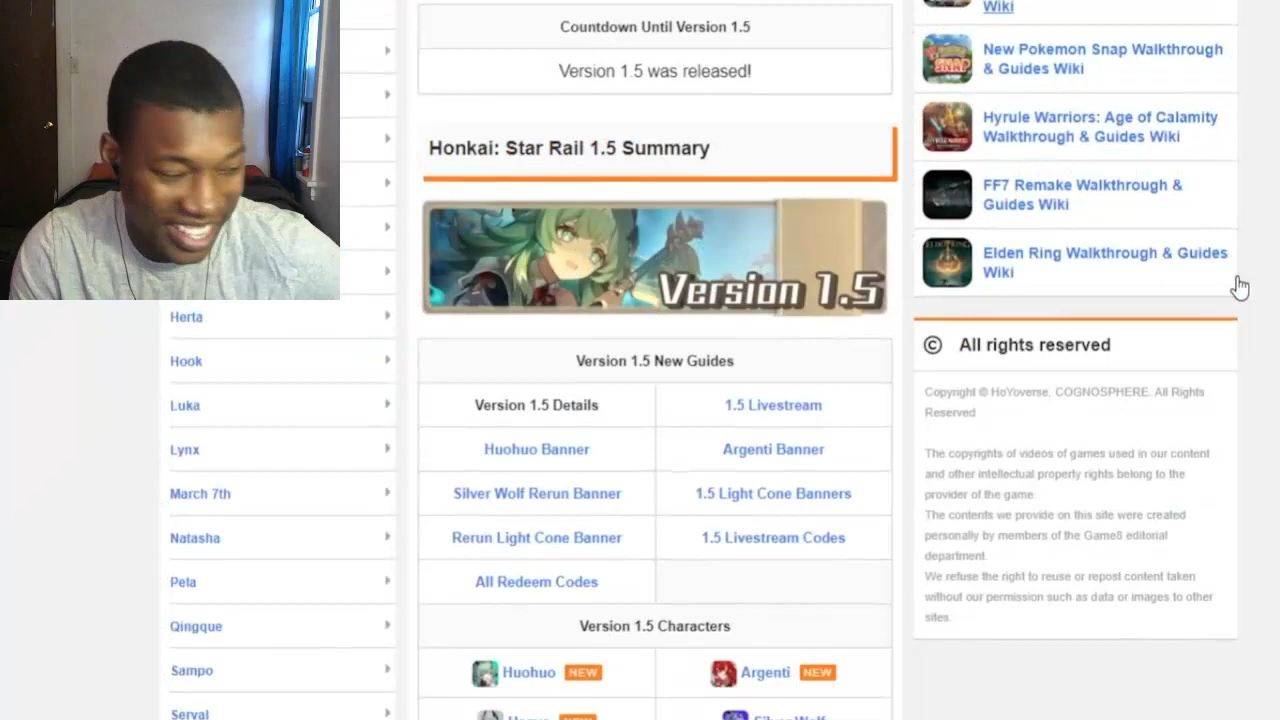 Herta
Hook
Luka
Lynx
March 7th
Natasha
Pela
Qingque
Sampo
Serval
Countdown Until Version 1.5
Version 1.5 was released!
Honkai: Star Rail 1.5 Summary
Version 1.5
Version 1.5 New Guides
Version 1.5 Details 1.5 Livestream
Huohuo Banner Argenti Banner
Silver Wolf Rerun Banner 1.5 Light Cone Banners
Rerun Light Cone Banner 1.5 Livestream Codes
All Redeem Codes
Version 1.5 Characters
Huohuo NEW Argenti NEW
NEW Silver Wolf
Wiki
New Pokemon Snap Walkthrough
& Guides Wiki
SNAP
Hyrule Warriors: Age of Calamity
Walkthrough & Guides Wiki
FF7 Remake Walkthrough &
Guides Wiki
ELDEN RING
Elden Ring Walkthrough & Guides
Wiki
© All rights reserved
Copyright © HoYoverse, COGNOSPHERE. All Rights
Reserved
The copyrights of videos of games used in our content
and other intellectual property rights belong to the
provider of the game.
The contents we provide on this site were created
personally by members of the Game8 editorial
department.
We refuse the right to reuse or repost content taken
without our permission such as data or images to other
sites.